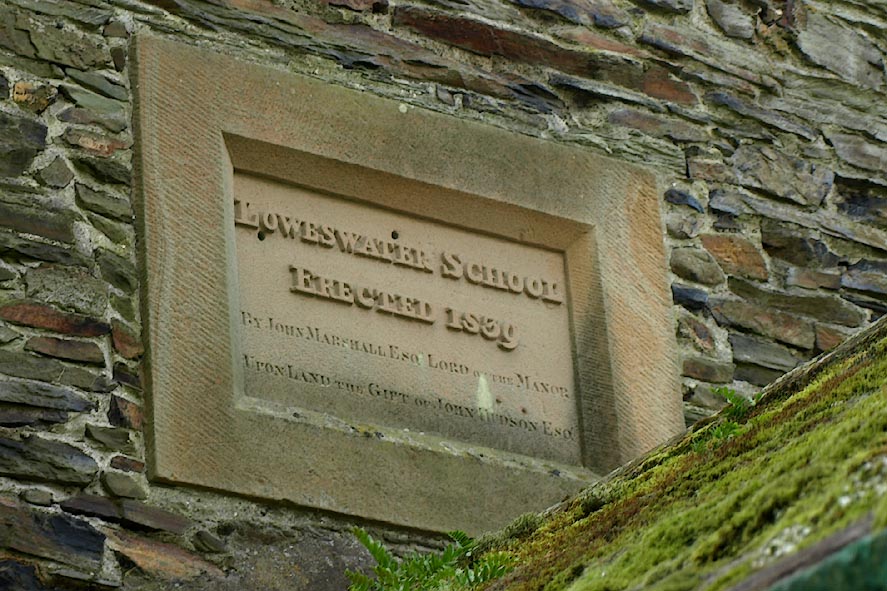 LOWESWATER SCHOOL
ERECTED 1839
BY JOHN MARSHALL ESQ. LORD OF THE MANOR
UPON LAND THE GIFT OF JOHN HUDSON ESQ.